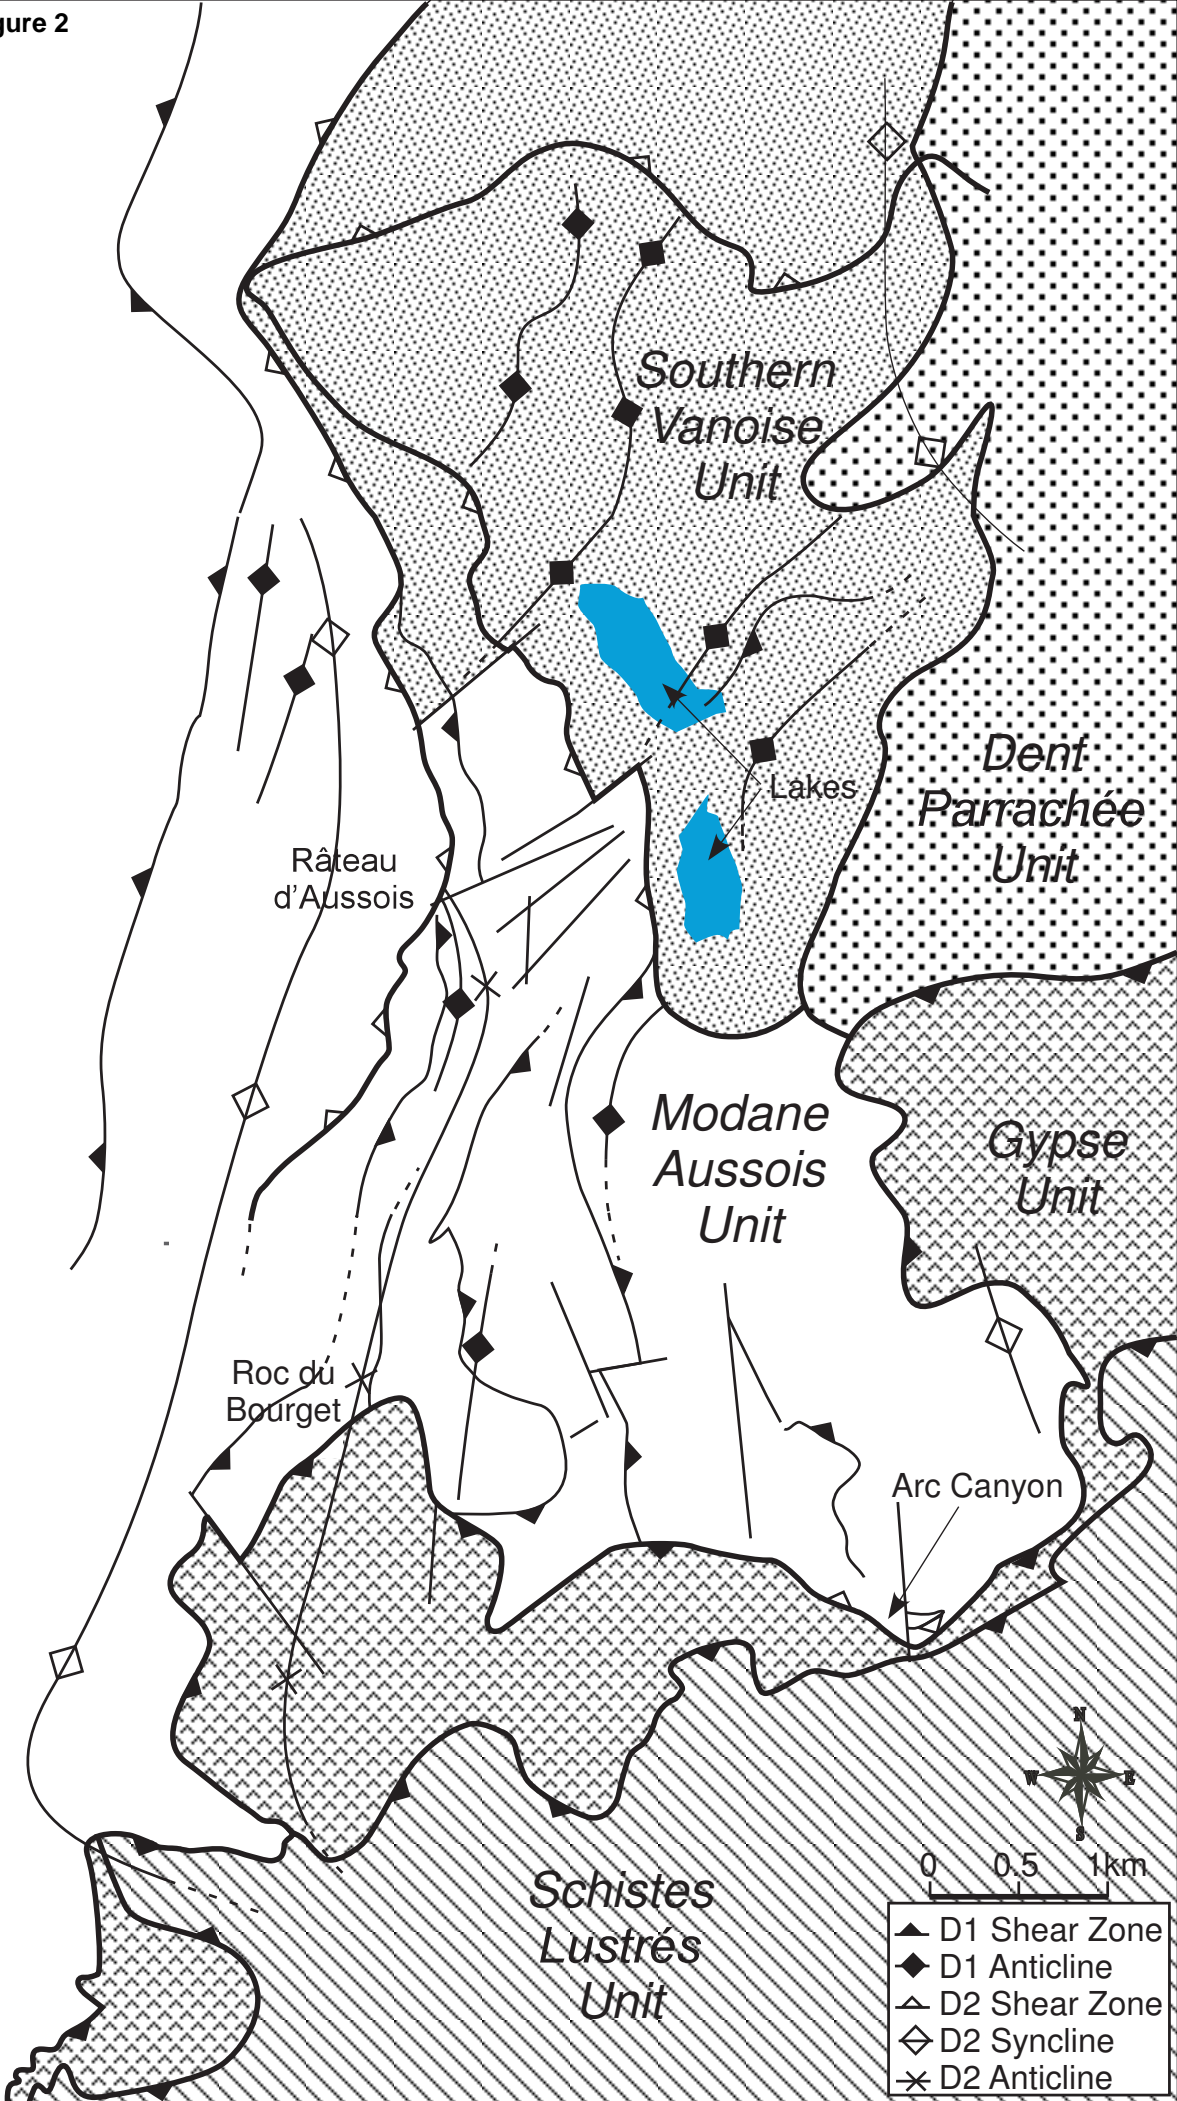 gure 2
Southern
Vanoise
Unit
Dent
Parrachée
Unit
Lakes
Râteau
d'Aussois
Modane
Aussois
Unit
Gypse
Unit
Roc du
Bourget
Arc Canyon
N
W E
S
0 0.5 1km
Schistes
Lustrés
Unit
D1 Shear Zone
D1 Anticline
D2 Shear Zone
D2 Syncline
D2 Anticline